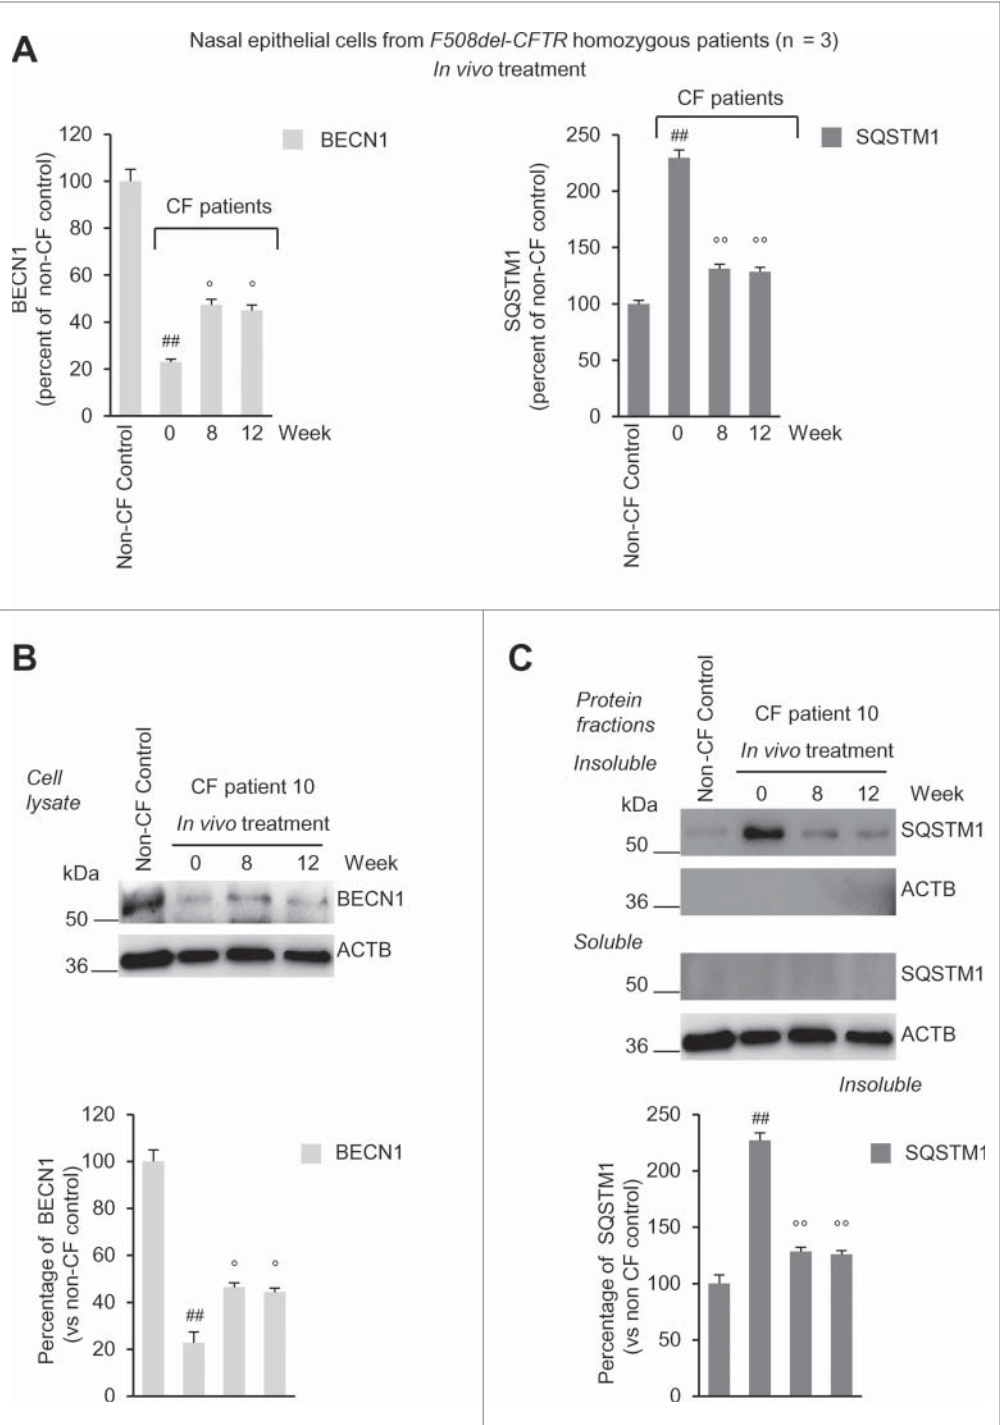 A
Nasal epithelial cells from F508del-CFTR homozygous patients (n = 3)
In vivo treatment
BECN1
(percent of non-CF control)
120
100
80
60
40
20
0
BECN1
CF patients
##
°
°
Non-CF Control
0 8 12 Week
SQSTM1
(percent of non-CF control)
250
200
150
100
50
0
CF patients
SQSTM1
##
°°
°°
Non-CF Control
0 8 12 Week
B
Cell
lysate
Non-CF Control
CF patient 10
In vivo treatment
0 8 12 Week
kDa
BECN1
50
ACTB
36
Percentage of BECN1
(vs non-CF control)
120
100
80
60
40
20
0
BECN1
##
°
°
C
Protein
fractions
Insoluble
Non-CF Control
CF patient 10
In vivo treatment
0 8 12 Week
kDa
SQSTM1
50
ACTB
36
Soluble
SQSTM1
50
ACTB
36
Insoluble
Percentage of SQSTM1
(vs non CF control)
250
200
150
100
50
0
SQSTM1
##
°°
°°